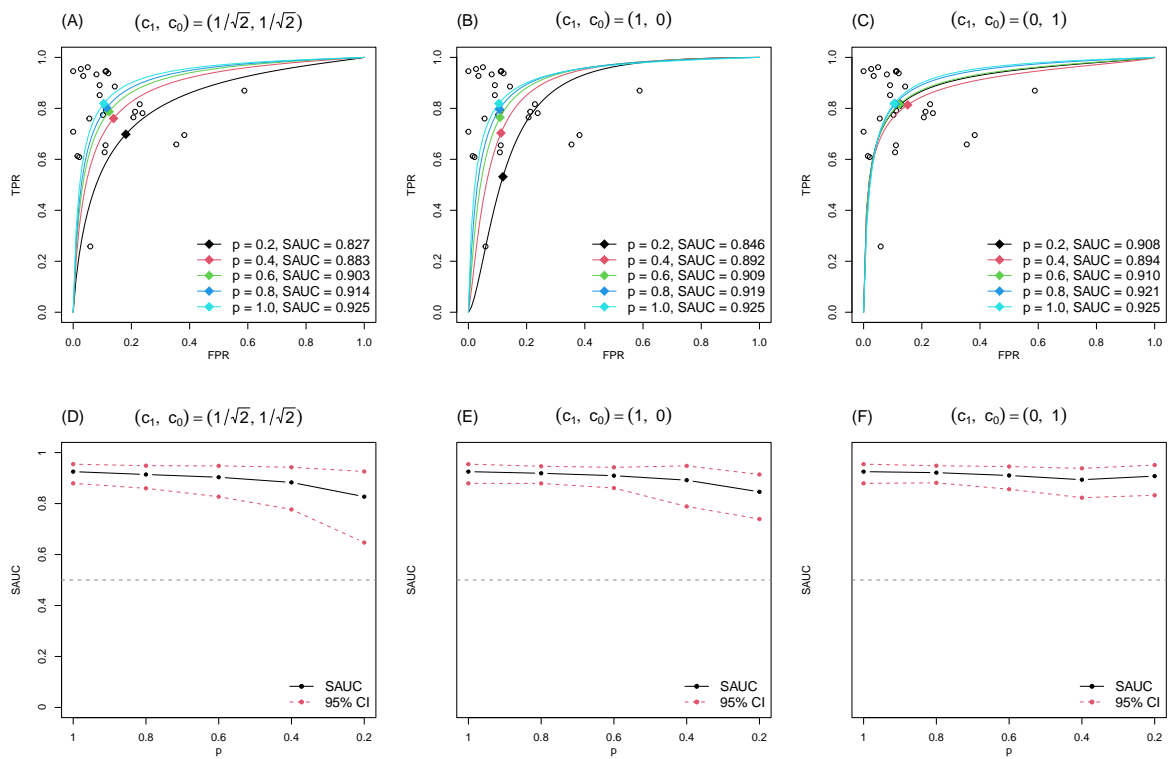 (A) (c₁, c₀) = (1/√2, 1/√2)
TPR
1.0
0.8
0.6
0.4
0.2
0.0
p = 0.2, SAUC = 0.827
p = 0.4, SAUC = 0.883
p = 0.6, SAUC = 0.903
p = 0.8, SAUC = 0.914
p = 1.0, SAUC = 0.925
0.0 0.2 0.4 0.6 0.8 1.0
FPR
(B) (c₁, c₀) = (1, 0)
TPR
1.0
0.8
0.6
0.4
0.2
0.0
p = 0.2, SAUC = 0.846
p = 0.4, SAUC = 0.892
p = 0.6, SAUC = 0.909
p = 0.8, SAUC = 0.919
p = 1.0, SAUC = 0.925
0.0 0.2 0.4 0.6 0.8 1.0
FPR
(C) (c₁, c₀) = (0, 1)
TPR
1.0
0.8
0.6
0.4
0.2
0.0
p = 0.2, SAUC = 0.908
p = 0.4, SAUC = 0.894
p = 0.6, SAUC = 0.910
p = 0.8, SAUC = 0.921
p = 1.0, SAUC = 0.925
0.0 0.2 0.4 0.6 0.8 1.0
FPR
(D) (c₁, c₀) = (1/√2, 1/√2)
SAUC
1
0.8
0.6
0.4
0.2
0
SAUC
95% CI
1 0.8 0.6 0.4 0.2
p
(E) (c₁, c₀) = (1, 0)
SAUC
SAUC
95% CI
1 0.8 0.6 0.4 0.2
p
(F) (c₁, c₀) = (0, 1)
SAUC
SAUC
95% CI
1 0.8 0.6 0.4 0.2
p